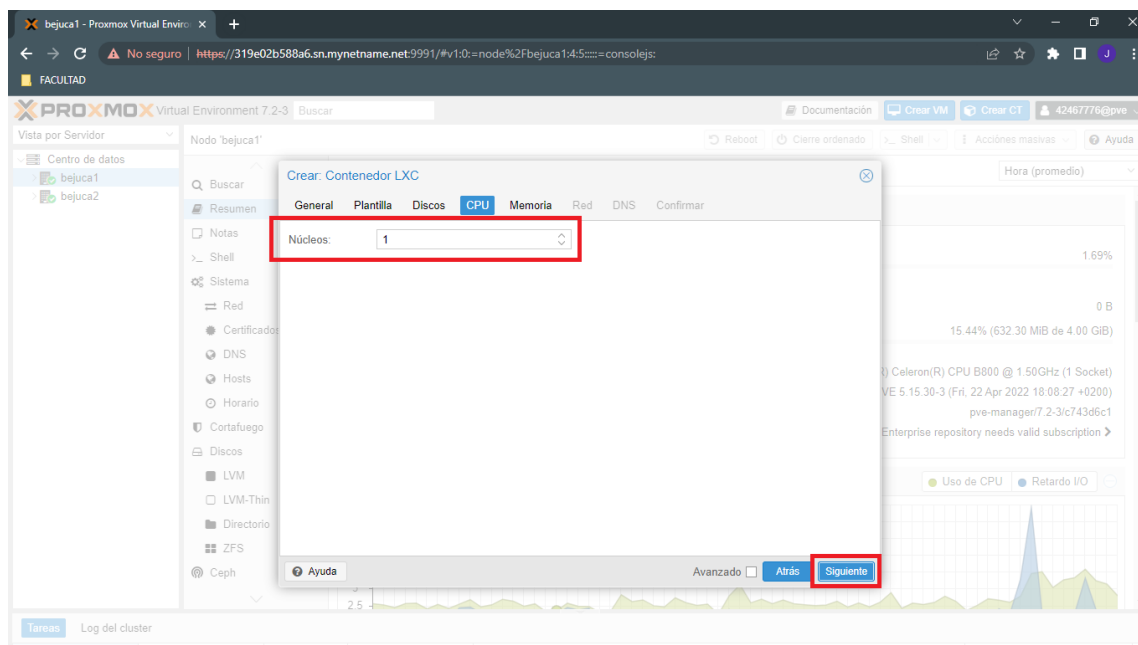 bejuca1 - Proxmox Virtual Enviro
No seguro https://319e02b588a6.sn.mynetname.net:9991/#v1:0:=node%2Fbejuca1:4:5:::::=consolejs:
J
FACULTAD
PROXMOX Virtual Environment 7.2-3 Buscar Documentación Crear VM Crear CT 42467776@pve
Vista por Servidor Nodo 'bejuca1' Reboot Cierre ordenado >_ Shell Acciónes masivas Ayuda
Centro de datos
bejuca1
bejuca2
Buscar
Resumen
Notas
>_ Shell
Sistema
Red
Certificados
DNS
Hosts
Horario
Cortafuego
Discos
LVM
LVM-Thin
Directorio
ZFS
Ceph
Hora (promedio)
Crear: Contenedor LXC
General Plantilla Discos CPU Memoria Red DNS Confirmar
Núcleos: 1
Ayuda Avanzado Atrás Siguiente
1.69%
0 B
15.44% (632.30 MiB de 4.00 GiB)
R) Celeron(R) CPU B800 @ 1.50GHz (1 Socket)
VE 5.15.30-3 (Fri, 22 Apr 2022 18:08:27 +0200)
pve-manager/7.2-3/c743d6c1
Enterprise repository needs valid subscription
Uso de CPU Retardo I/O
2.5
Tareas Log del cluster